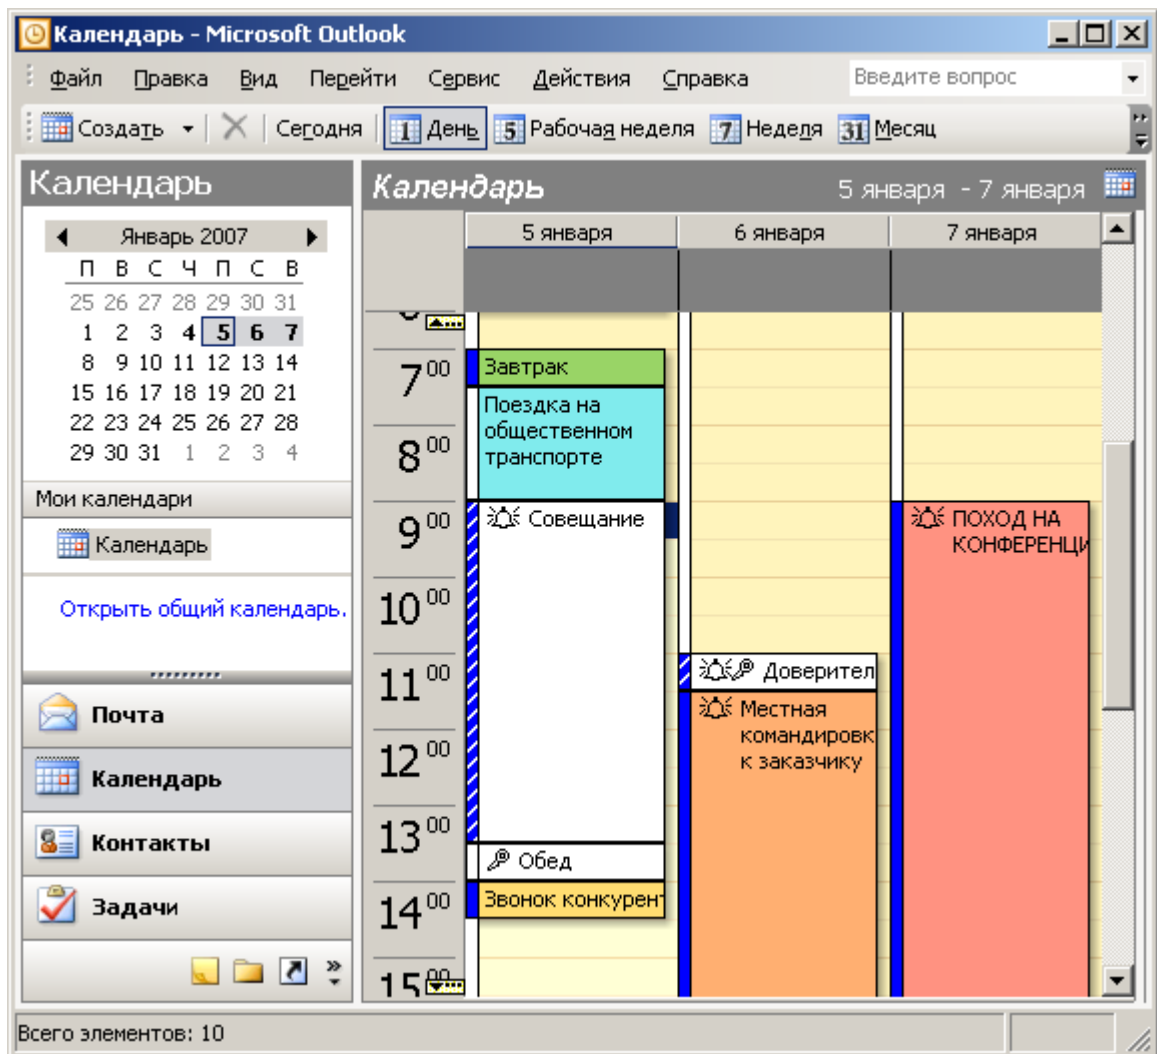 Календарь - Microsoft Outlook
Файл Правка Вид Перейти Сервис Действия Справка Введите вопрос
Создать Сегодня 1 День 5 Рабочая неделя 7 Неделя 31 Месяц
Календарь
Январь 2007
П В С Ч П С В
25 26 27 28 29 30 31
1 2 3 4 5 6 7
8 9 10 11 12 13 14
15 16 17 18 19 20 21
22 23 24 25 26 27 28
29 30 31 1 2 3 4
Мои календари
Календарь
Открыть общий календарь.
Почта
Календарь
Контакты
Задачи
Календарь 5 января - 7 января
5 января 6 января 7 января
7 00
8 00
9 00
10 00
11 00
12 00
13 00
14 00
15 00
Завтрак
Поездка на
общественном
транспорте
Совещание
Обед
Звонок конкурент
Доверител
Местная
командировк
к заказчику
ПОХОД НА
КОНФЕРЕНЦИ
Всего элементов: 10